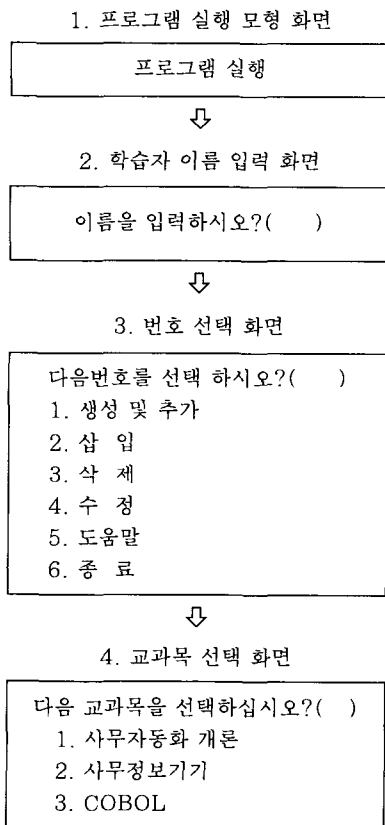 1. 프로그램 실행 모형 화면
프로그램 실행
2. 학습자 이름 입력 화면
이름을 입력하시오?( )
3. 번호 선택 화면
다음번호를 선택 하시오?( )
1. 생성 및 추가
2. 삽 입
3. 삭 제
4. 수 정
5. 도움말
6. 종 료
4. 교과목 선택 화면
다음 교과목을 선택하십시오?( )
1. 사무자동화 개론
2. 사무정보기기
3. COBOL